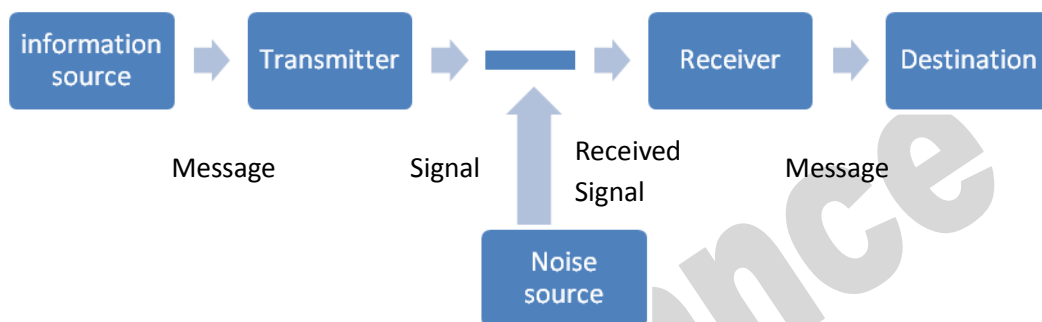 information
source
Transmitter
Receiver
Destination
Message
Signal
Received
Signal
Message
Noise
source